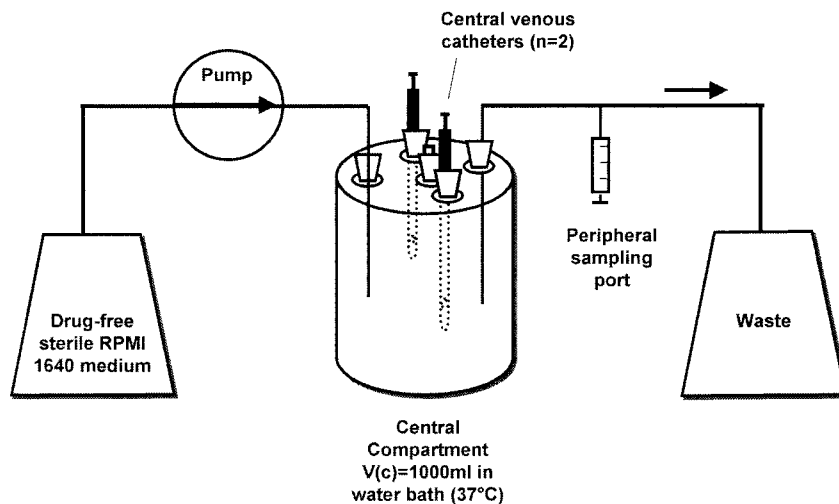 Central venous
catheters (n=2)
Pump
Peripheral
sampling
port
Drug-free
sterile RPMI
1640 medium
Waste
Central
Compartment
V(c)=1000ml in
water bath (37°C)